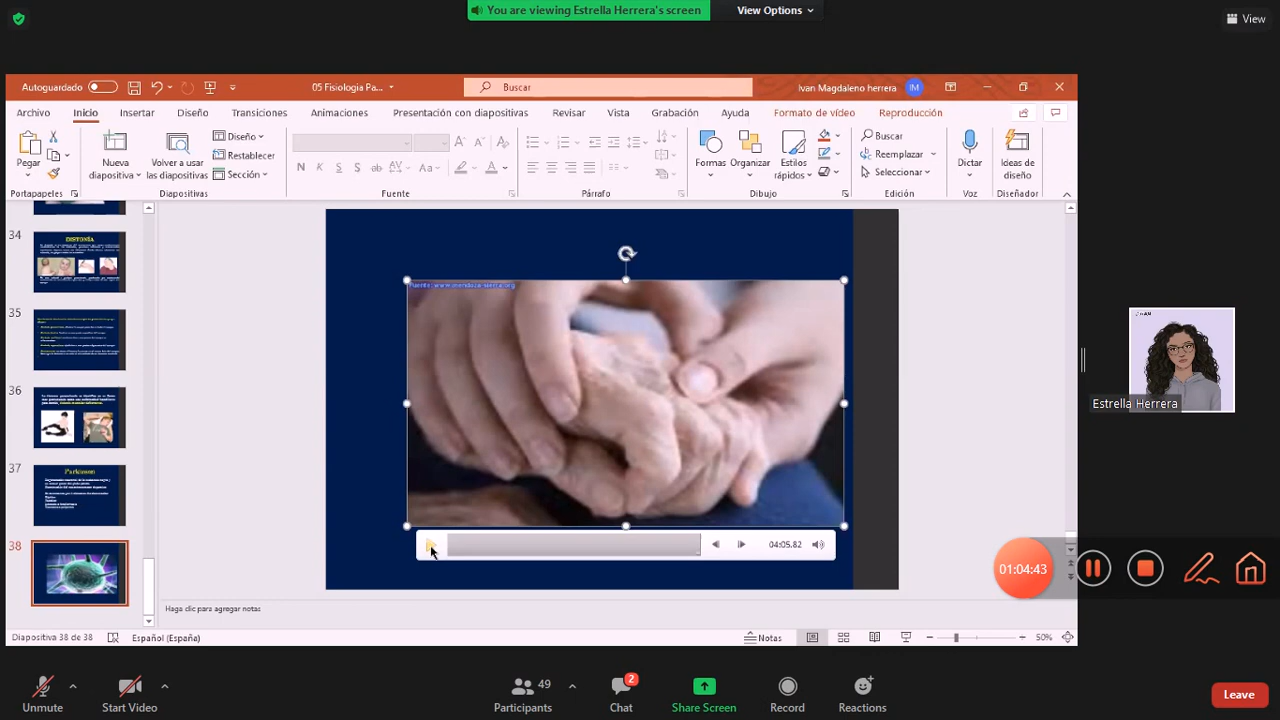 You are viewing Estrella Herrera's screen
View Options
View
Autoguardado
05 Fisiologia Pa...
Buscar
Ivan Magdaleno herrera
IM
Archivo
Inicio
Insertar
Diseño
Transiciones
Animaciones
Presentación con diapositivas
Revisar
Vista
Grabación
Ayuda
Formato de vídeo
Reproducción
Pegar
Nueva diapositiva
Volver a usar las diapositivas
Diseño
Restablecer
Sección
N K S ab AV Aa A
Formas
Organizar
Estilos rápidos
Buscar
Reemplazar
Seleccionar
Dictar
Ideas de diseño
Portapapeles
Diapositivas
Fuente
Párrafo
Dibujo
Edición
Voz
Diseñador
34
DISTONÍA
35
36
37
Parkinson
38
04:05.82
Estrella Herrera
01:04:43
Haga clic para agregar notas
Diapositiva 38 de 38
Español (España)
Notas
50%
Unmute
Start Video
49
Participants
2
Chat
Share Screen
Record
Reactions
Leave